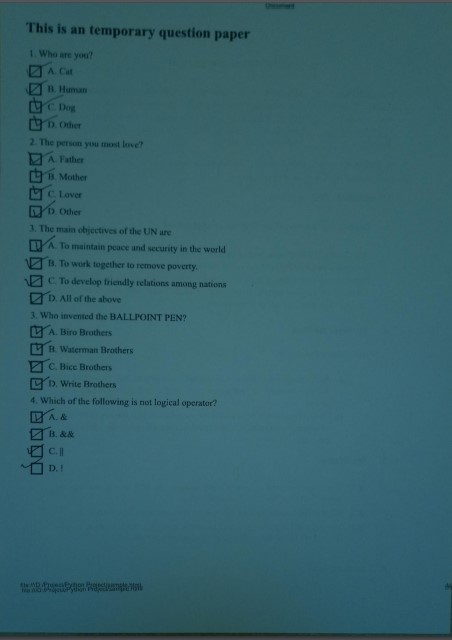 Document
This is an temporary question paper
1. Who are you?
A. Cat
B. Human
C. Dog
D. Other
2. The person you most love?
A. Father
B. Mother
C. Lover
D. Other
3. The main objectives of the UN are
A. To maintain peace and security in the world
B. To work together to remove poverty.
C. To develop friendly relations among nations
D. All of the above
3. Who invented the BALLPOINT PEN?
A. Biro Brothers
B. Waterman Brothers
C. Bicc Brothers
D. Write Brothers
4. Which of the following is not logical operator?
A. &
B. &&
C. ||
D. !